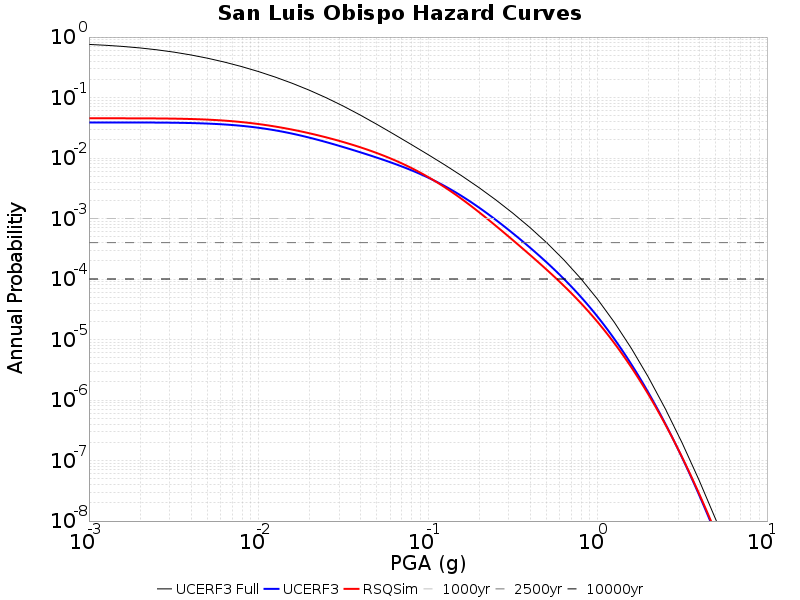 San Luis Obispo Hazard Curves
10^0
10^-1
10^-2
10^-3
10^-4
10^-5
10^-6
10^-7
10^-8
Annual Probabilitiy
10^-3 10^-2 10^-1 10^0 10^1
PGA (g)
UCERF3 Full UCERF3 RSQSim 1000yr 2500yr 10000yr